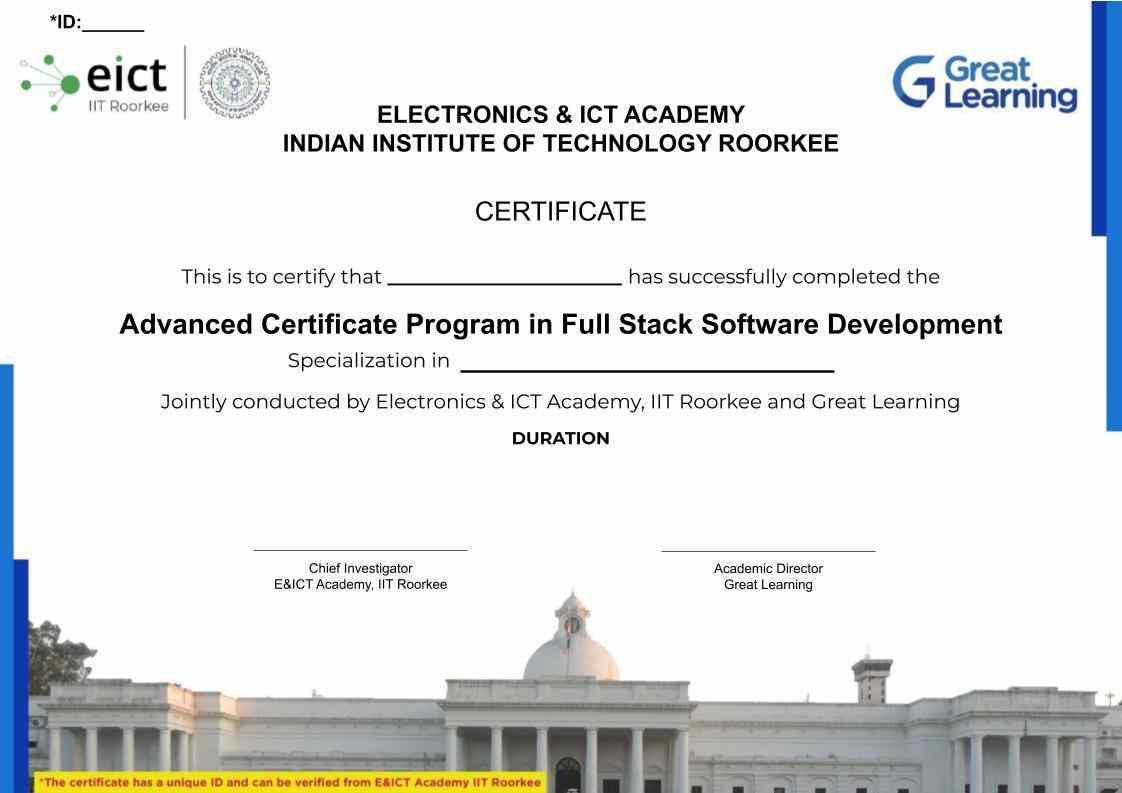 *ID:______
eict
IIT Roorkee
Great
Learning
ELECTRONICS & ICT ACADEMY
INDIAN INSTITUTE OF TECHNOLOGY ROORKEE
CERTIFICATE
This is to certify that ____________________ has successfully completed the
Advanced Certificate Program in Full Stack Software Development
Specialization in ______________________________
Jointly conducted by Electronics & ICT Academy, IIT Roorkee and Great Learning
DURATION
Chief Investigator
E&ICT Academy, IIT Roorkee
Academic Director
Great Learning
*The certificate has a unique ID and can be verified from E&ICT Academy IIT Roorkee